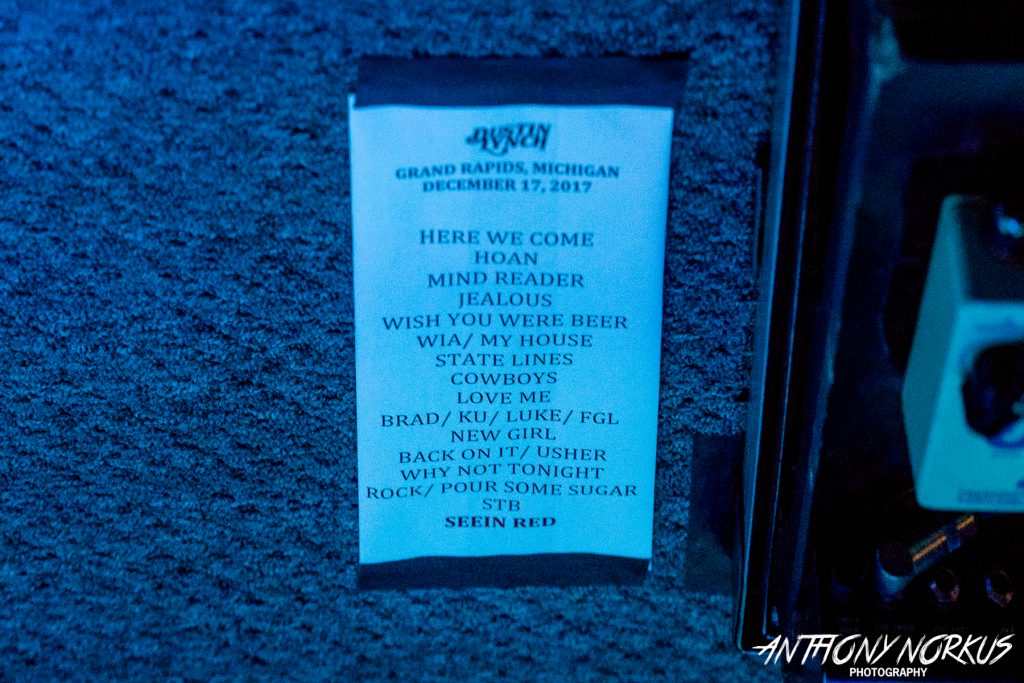 DUSTIN
LYNCH
GRAND RAPIDS, MICHIGAN
DECEMBER 17, 2017
HERE WE COME
HOAN
MIND READER
JEALOUS
WISH YOU WERE BEER
WIA/ MY HOUSE
STATE LINES
COWBOYS
LOVE ME
BRAD/ KU/ LUKE/ FGL
NEW GIRL
BACK ON IT/ USHER
WHY NOT TONIGHT
ROCK/ POUR SOME SUGAR
STB
SEEIN RED
ANTHONY NORKUS
PHOTOGRAPHY